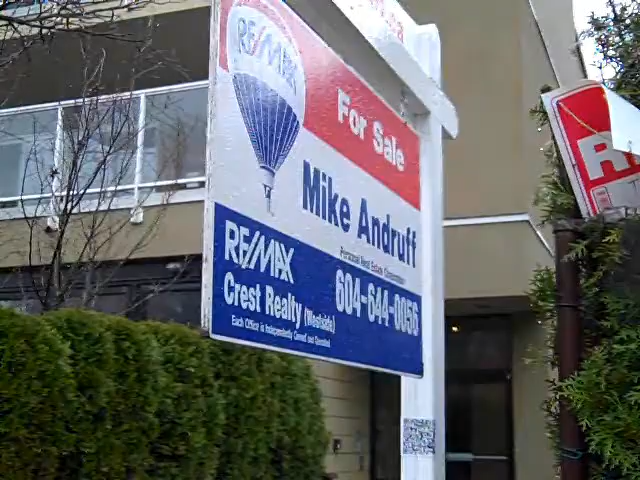 RE/MAX
For Sale
Mike Andruff
Personal Real Estate Corporation
RE/MAX
Crest Realty (Westside)
604-644-0056
Each Office is Independently Owned and Operated
R